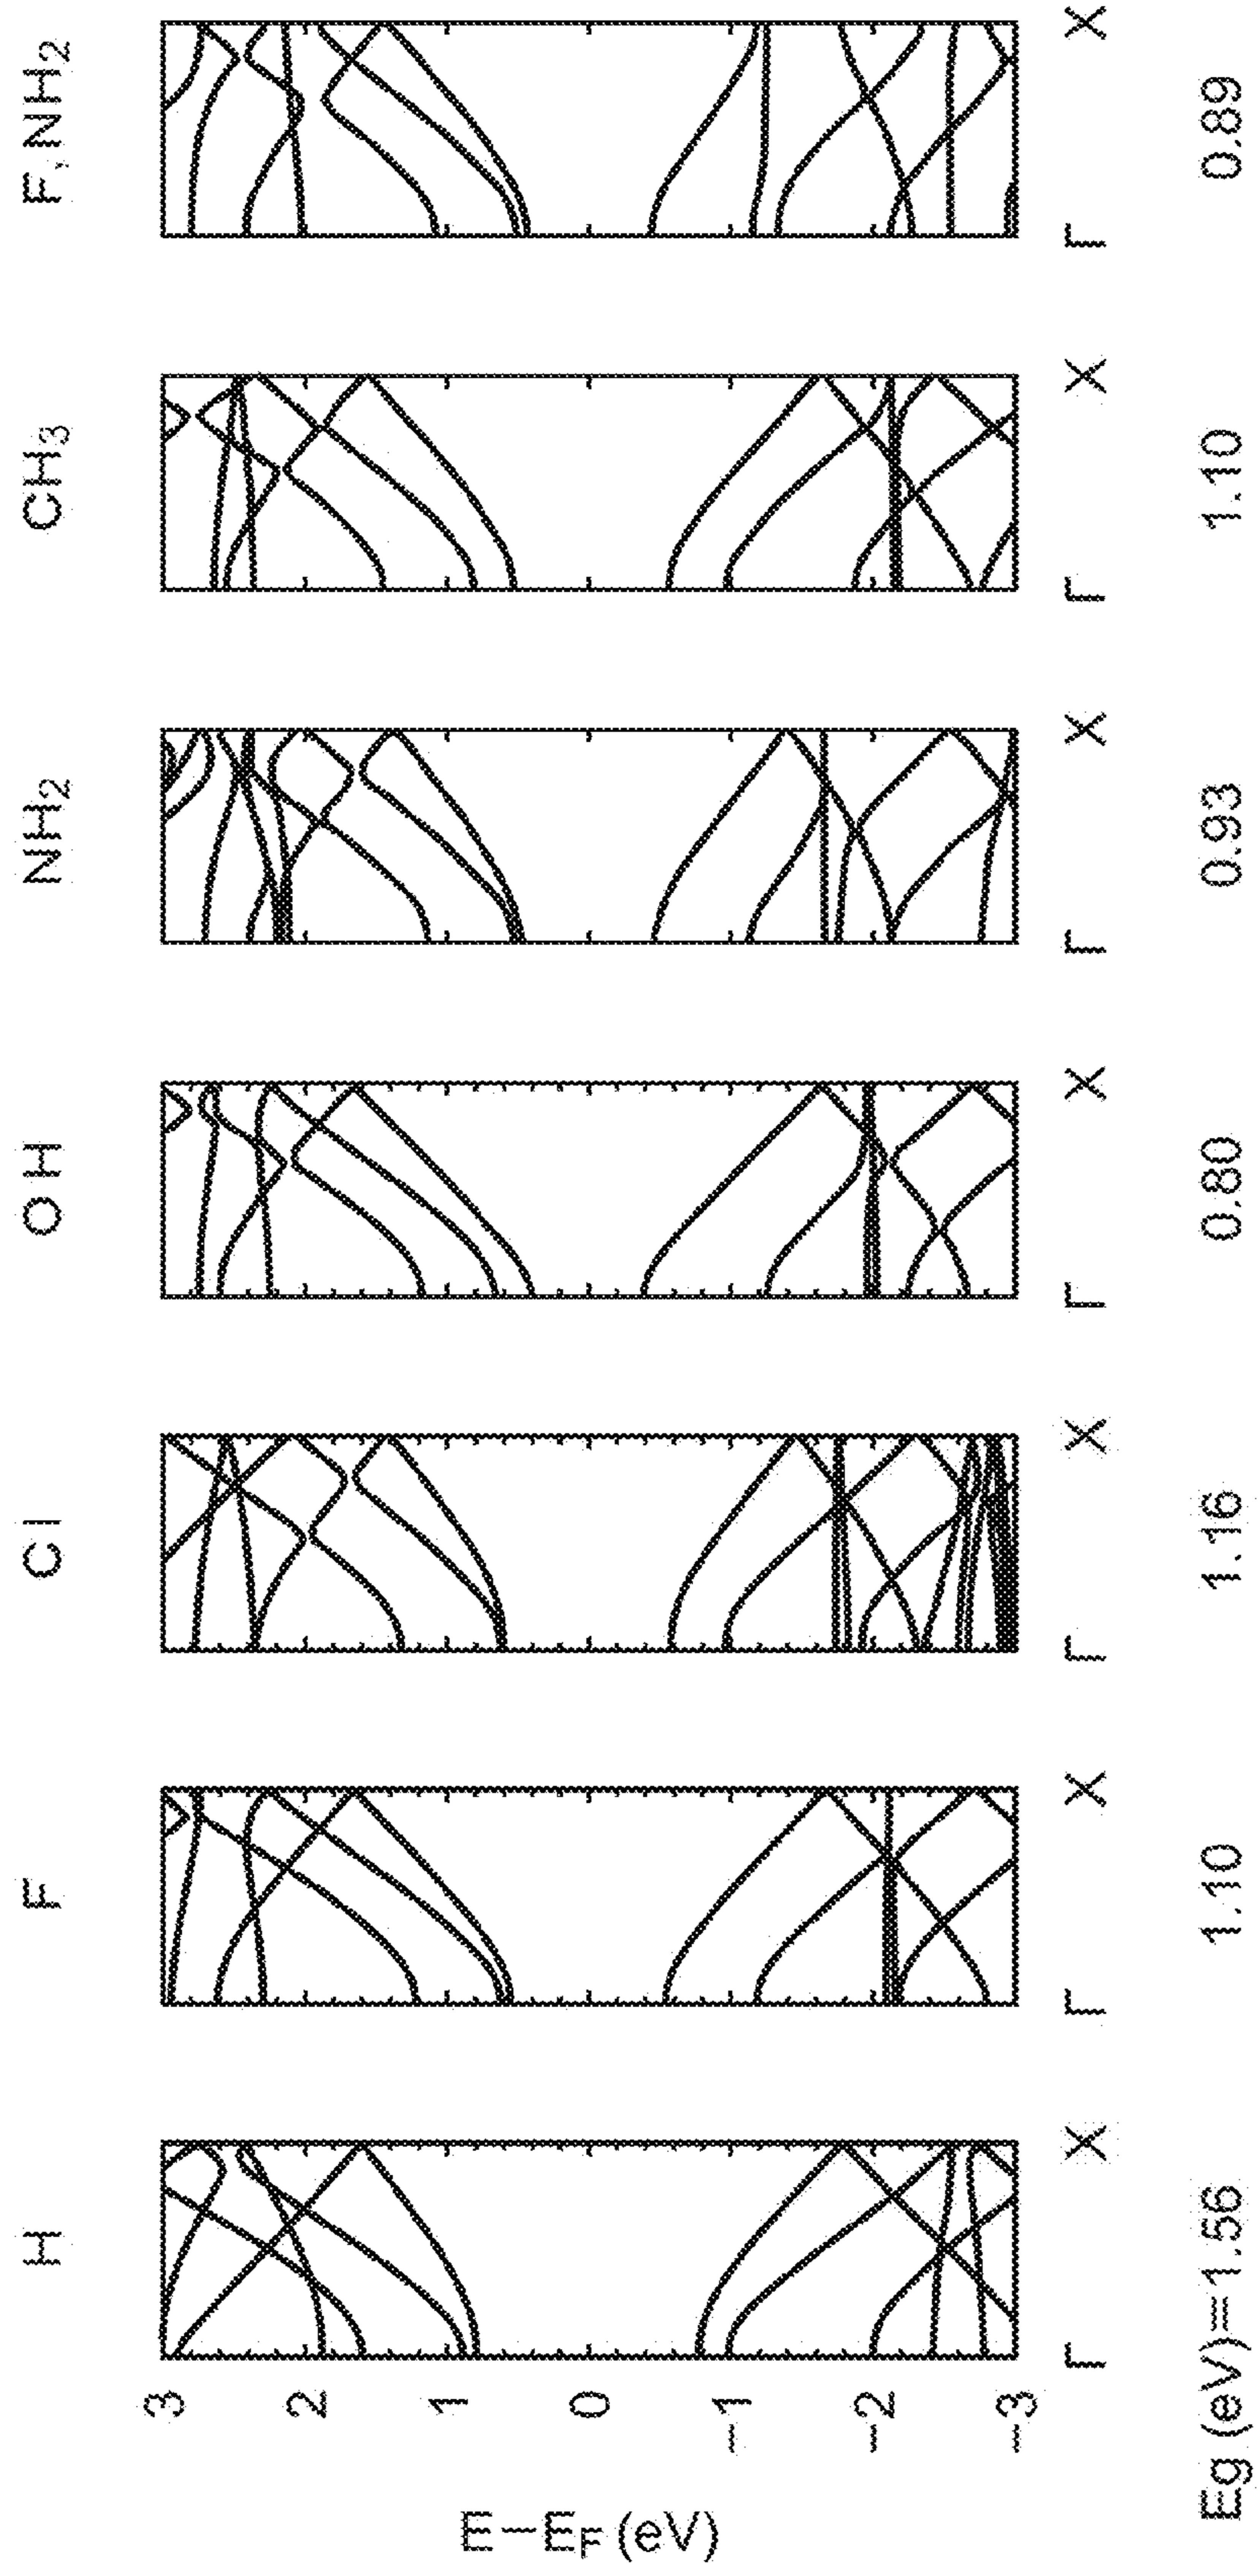 H F Cl OH NH2 CH3 F,NH2
3
2
1
0
-1
-2
-3
E-EF (eV)
Γ X Γ X Γ X Γ X Γ X Γ X Γ X
Eg (eV)=1.56 1.10 1.16 0.80 0.93 1.10 0.89